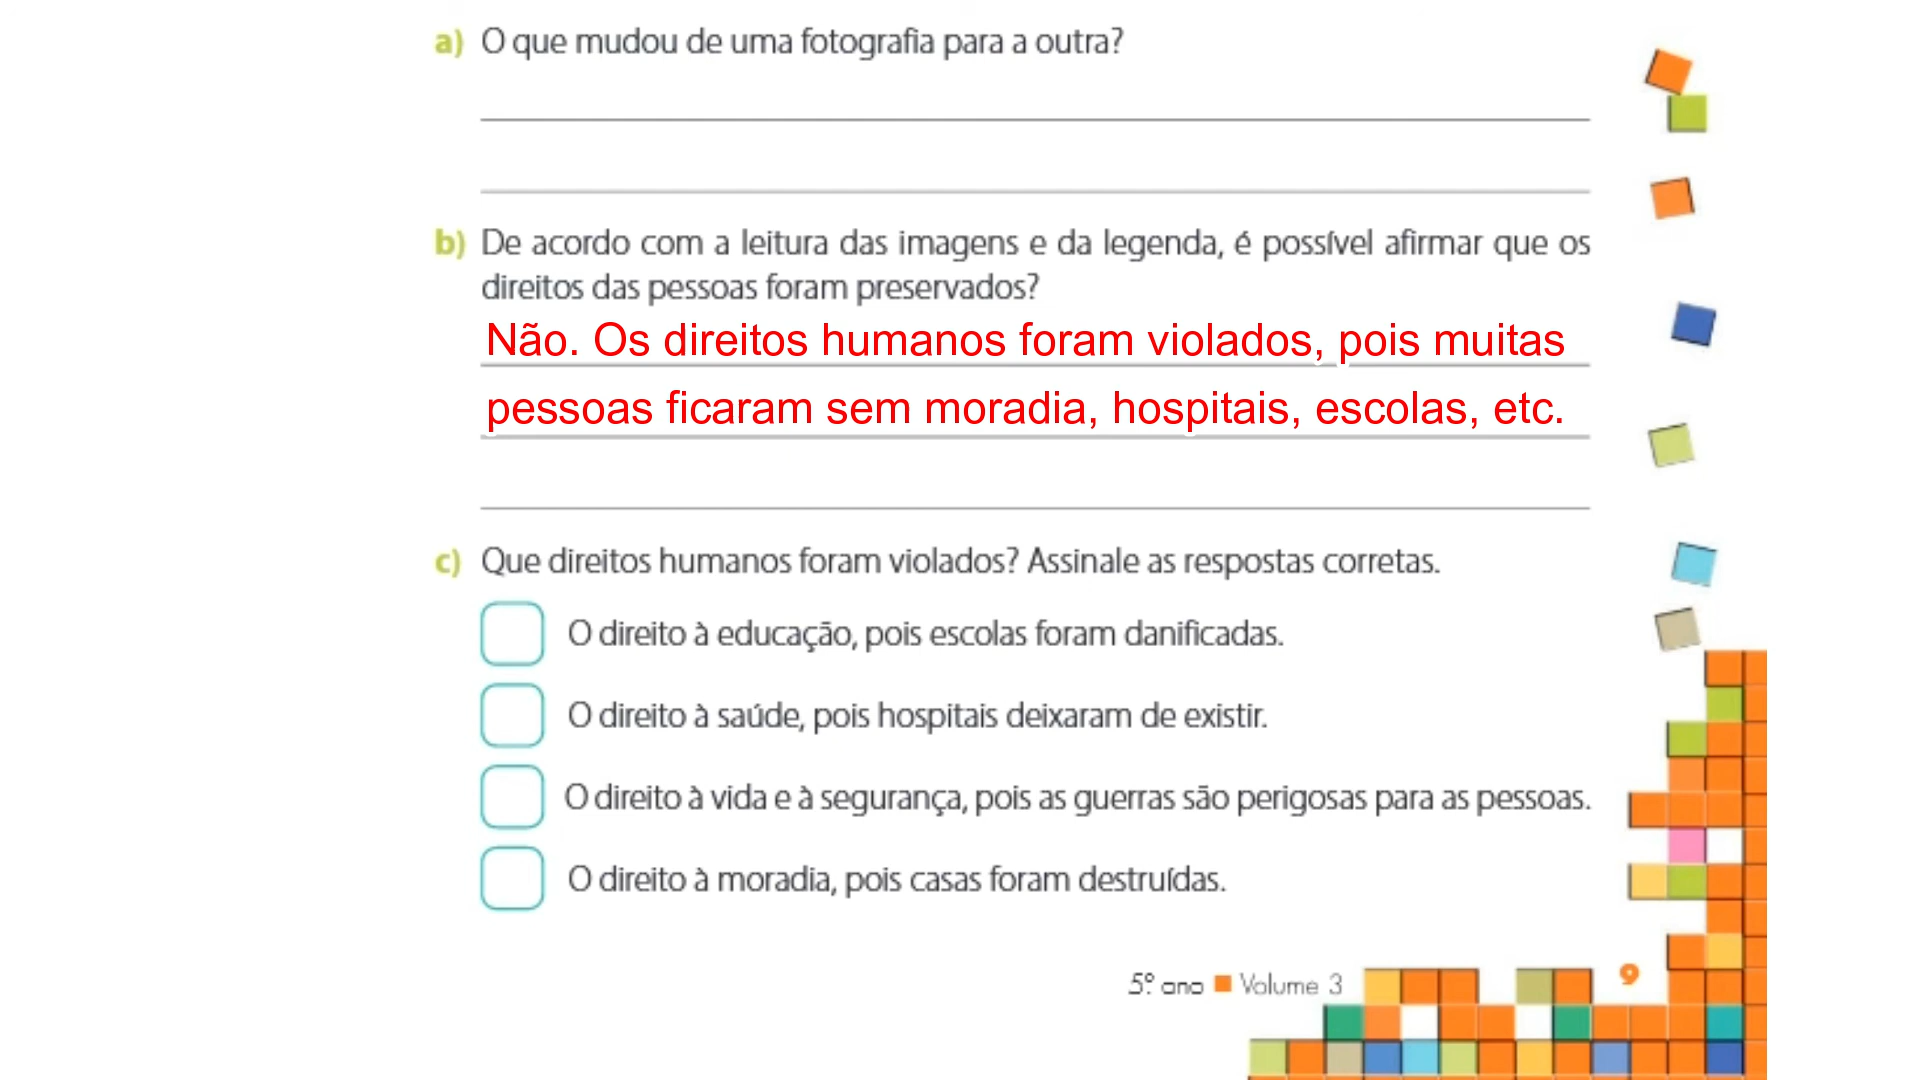 a) O que mudou de uma fotografia para a outra?
b) De acordo com a leitura das imagens e da legenda, é possível afirmar que os
direitos das pessoas foram preservados?
Não. Os direitos humanos foram violados, pois muitas
pessoas ficaram sem moradia, hospitais, escolas, etc.
c) Que direitos humanos foram violados? Assinale as respostas corretas.
O direito à educação, pois escolas foram danificadas.
O direito à saúde, pois hospitais deixaram de existir.
O direito à vida e à segurança, pois as guerras são perigosas para as pessoas.
O direito à moradia, pois casas foram destruídas.
5º. ano Volume 3 9